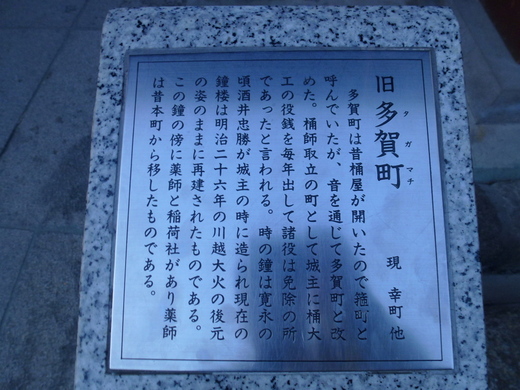 旧多賀町
タガマチ
現 幸町 他
多賀町は昔桶屋が開いたので箍町と
呼んでいたが、音を通じて多賀町と改
めた。桶師取立の町として城主に桶大
工の役銭を毎年出して諸役は免除の所
であったと言われる。時の鐘は寛永の
頃酒井忠勝が城主の時に造られ現在の
鐘楼は明治二十六年の川越大火の後元
の姿のままに再建されたものである。
この鐘の傍に薬師と稲荷社があり薬師
は昔本町から移したものである。